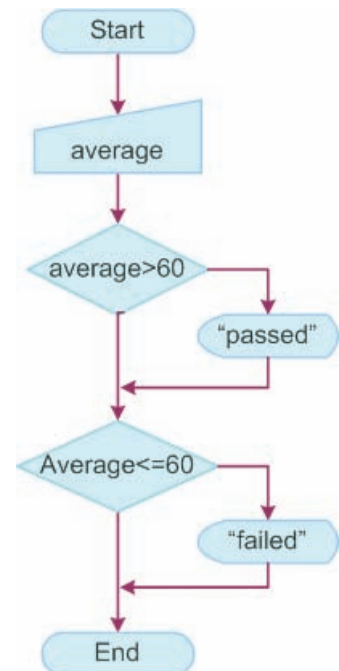 Start
average
average>60
“passed”
Average<=60
“failed”
End